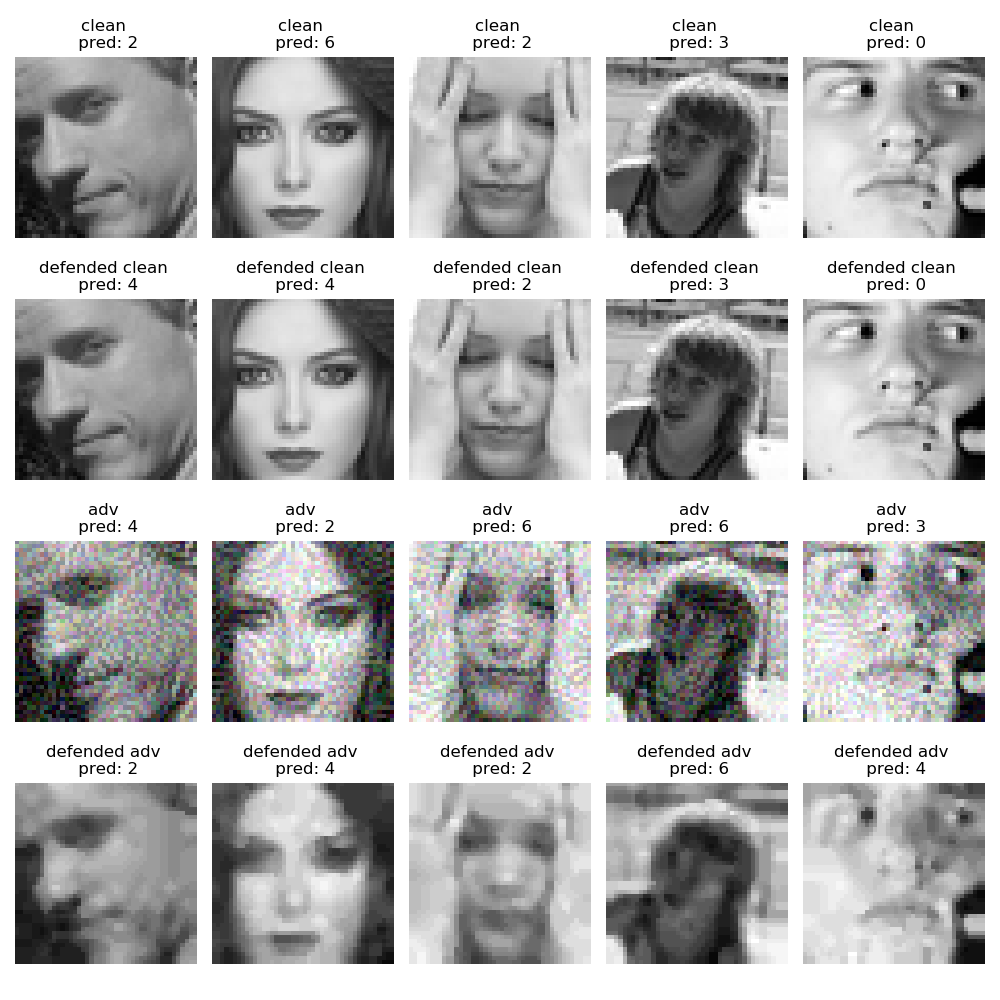 clean clean clean clean clean
pred: 2 pred: 6 pred: 2 pred: 3 pred: 0
defended clean defended clean defended clean defended clean defended clean
pred: 4 pred: 4 pred: 2 pred: 3 pred: 0
adv adv adv adv adv
pred: 4 pred: 2 pred: 6 pred: 6 pred: 3
defended adv defended adv defended adv defended adv defended adv
pred: 2 pred: 4 pred: 2 pred: 6 pred: 4